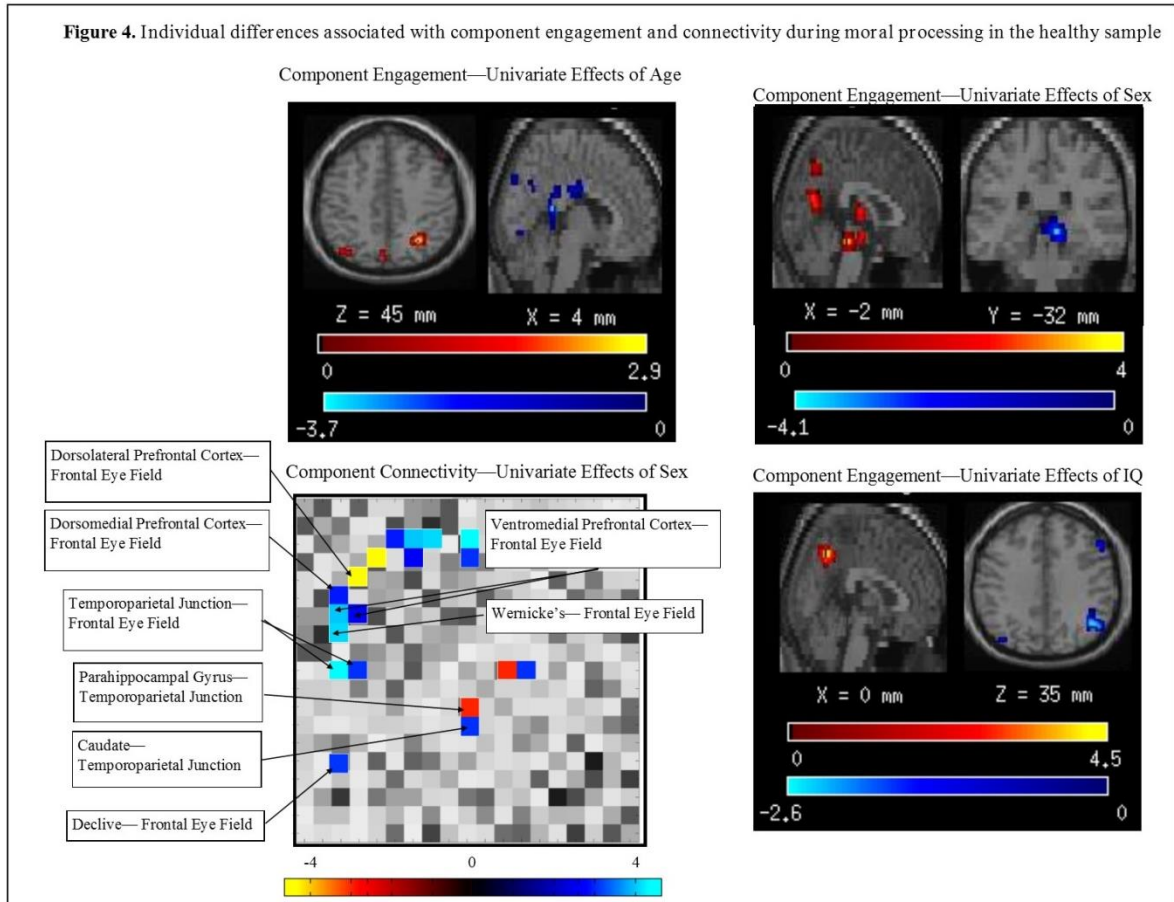 Figure 4. Individual differences associated with component engagement and connectivity during moral processing in the healthy sample
Component Engagement—Univariate Effects of Age
Z = 45 mm
X = 4 mm
0
2.9
-3.7
0
Component Engagement—Univariate Effects of Sex
X = -2 mm
Y = -32 mm
0
4
-4.1
0
Component Connectivity—Univariate Effects of Sex
Dorsolateral Prefrontal Cortex—
Frontal Eye Field
Dorsomedial Prefrontal Cortex—
Frontal Eye Field
Temporoparietal Junction—
Frontal Eye Field
Parahippocampal Gyrus—
Temporoparietal Junction
Caudate—
Temporoparietal Junction
Declive— Frontal Eye Field
Ventromedial Prefrontal Cortex—
Frontal Eye Field
Wernicke's— Frontal Eye Field
-4
0
4
Component Engagement—Univariate Effects of IQ
X = 0 mm
Z = 35 mm
0
4.5
-2.6
0